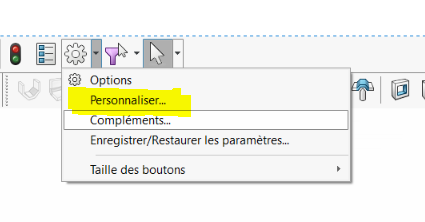 Options
Personnaliser...
Compléments...
Enregistrer/Restaurer les paramètres...
Taille des boutons